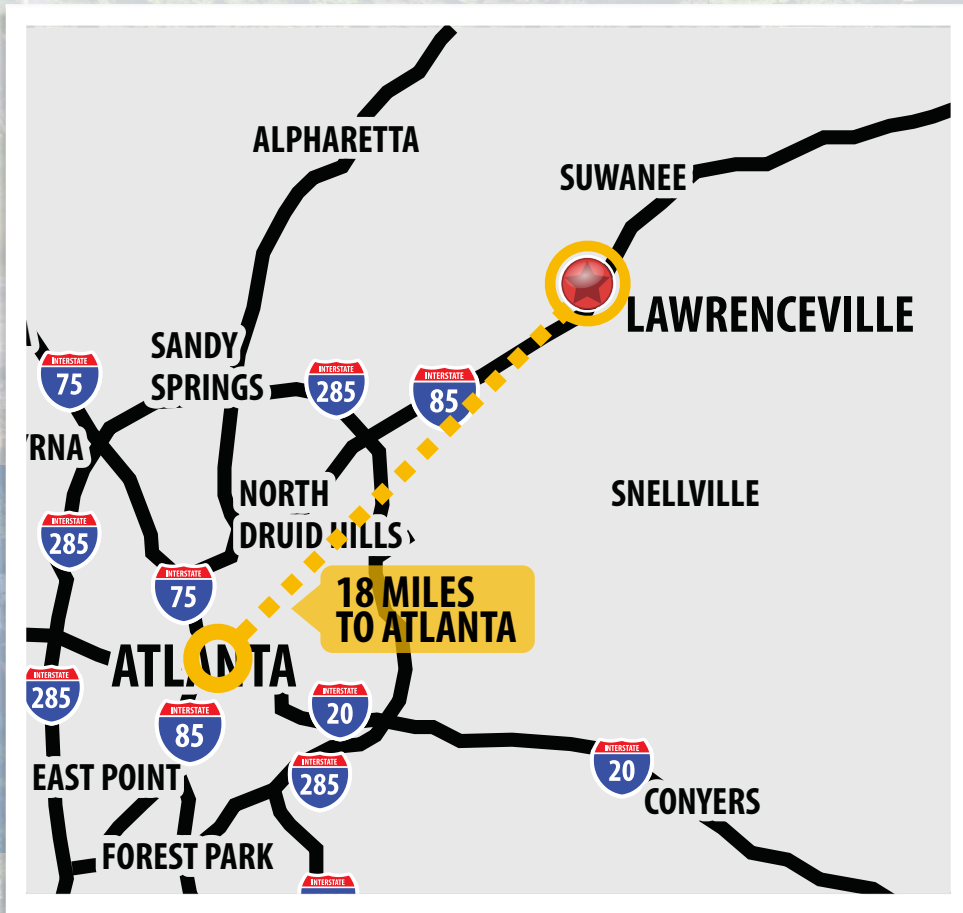 ALPHARETTA
SUWANEE
LAWRENCEVILLE
SANDY
SPRINGS
INTERSTATE
75
INTERSTATE
285
INTERSTATE
85
YRNA
NORTH
DRUID HILLS
SNELLVILLE
INTERSTATE
285
INTERSTATE
75
18 MILES
TO ATLANTA
ATLANTA
INTERSTATE
285
INTERSTATE
85
INTERSTATE
20
INTERSTATE
285
INTERSTATE
20
EAST POINT
CONYERS
FOREST PARK
INTERSTATE